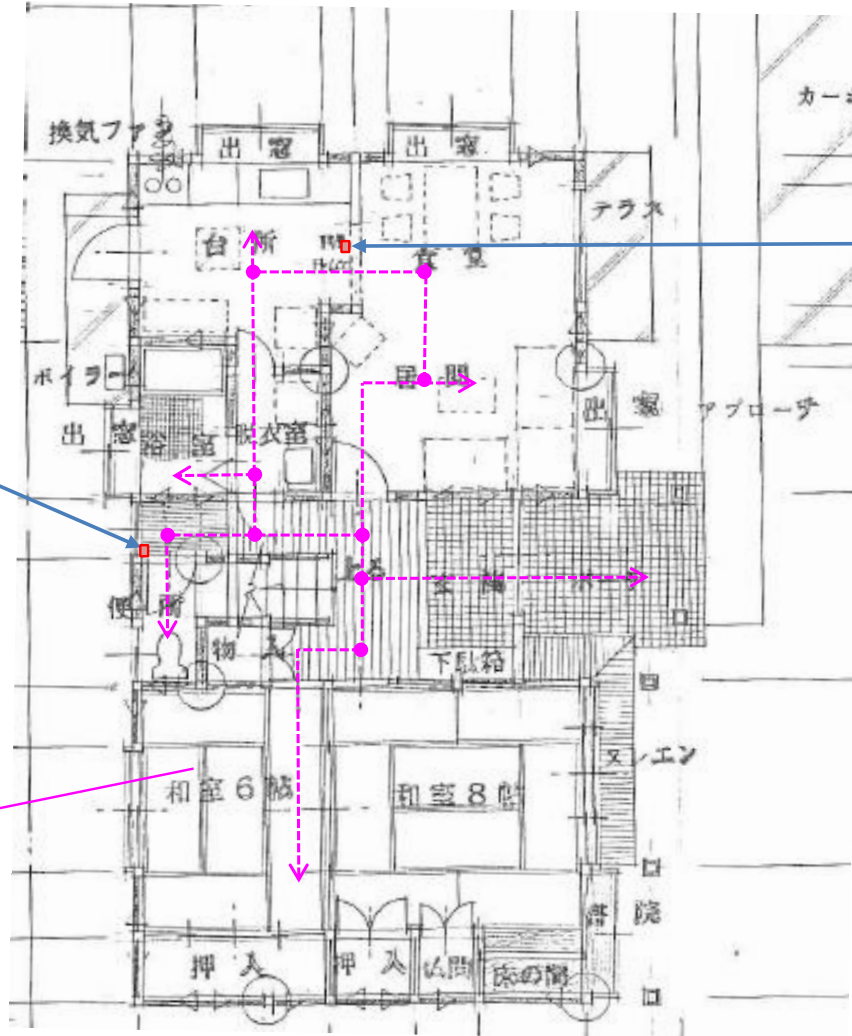 カー
換気ファン
出窓
出窓
テラス
台所
食堂
ボイラー
居間
出窓
アプローチ
出窓
浴室
脱衣室
玄関
便所
物入
下駄箱
ヌレエン
和室6帖
和室8帖
書院
押入
押入
仏間
床の間